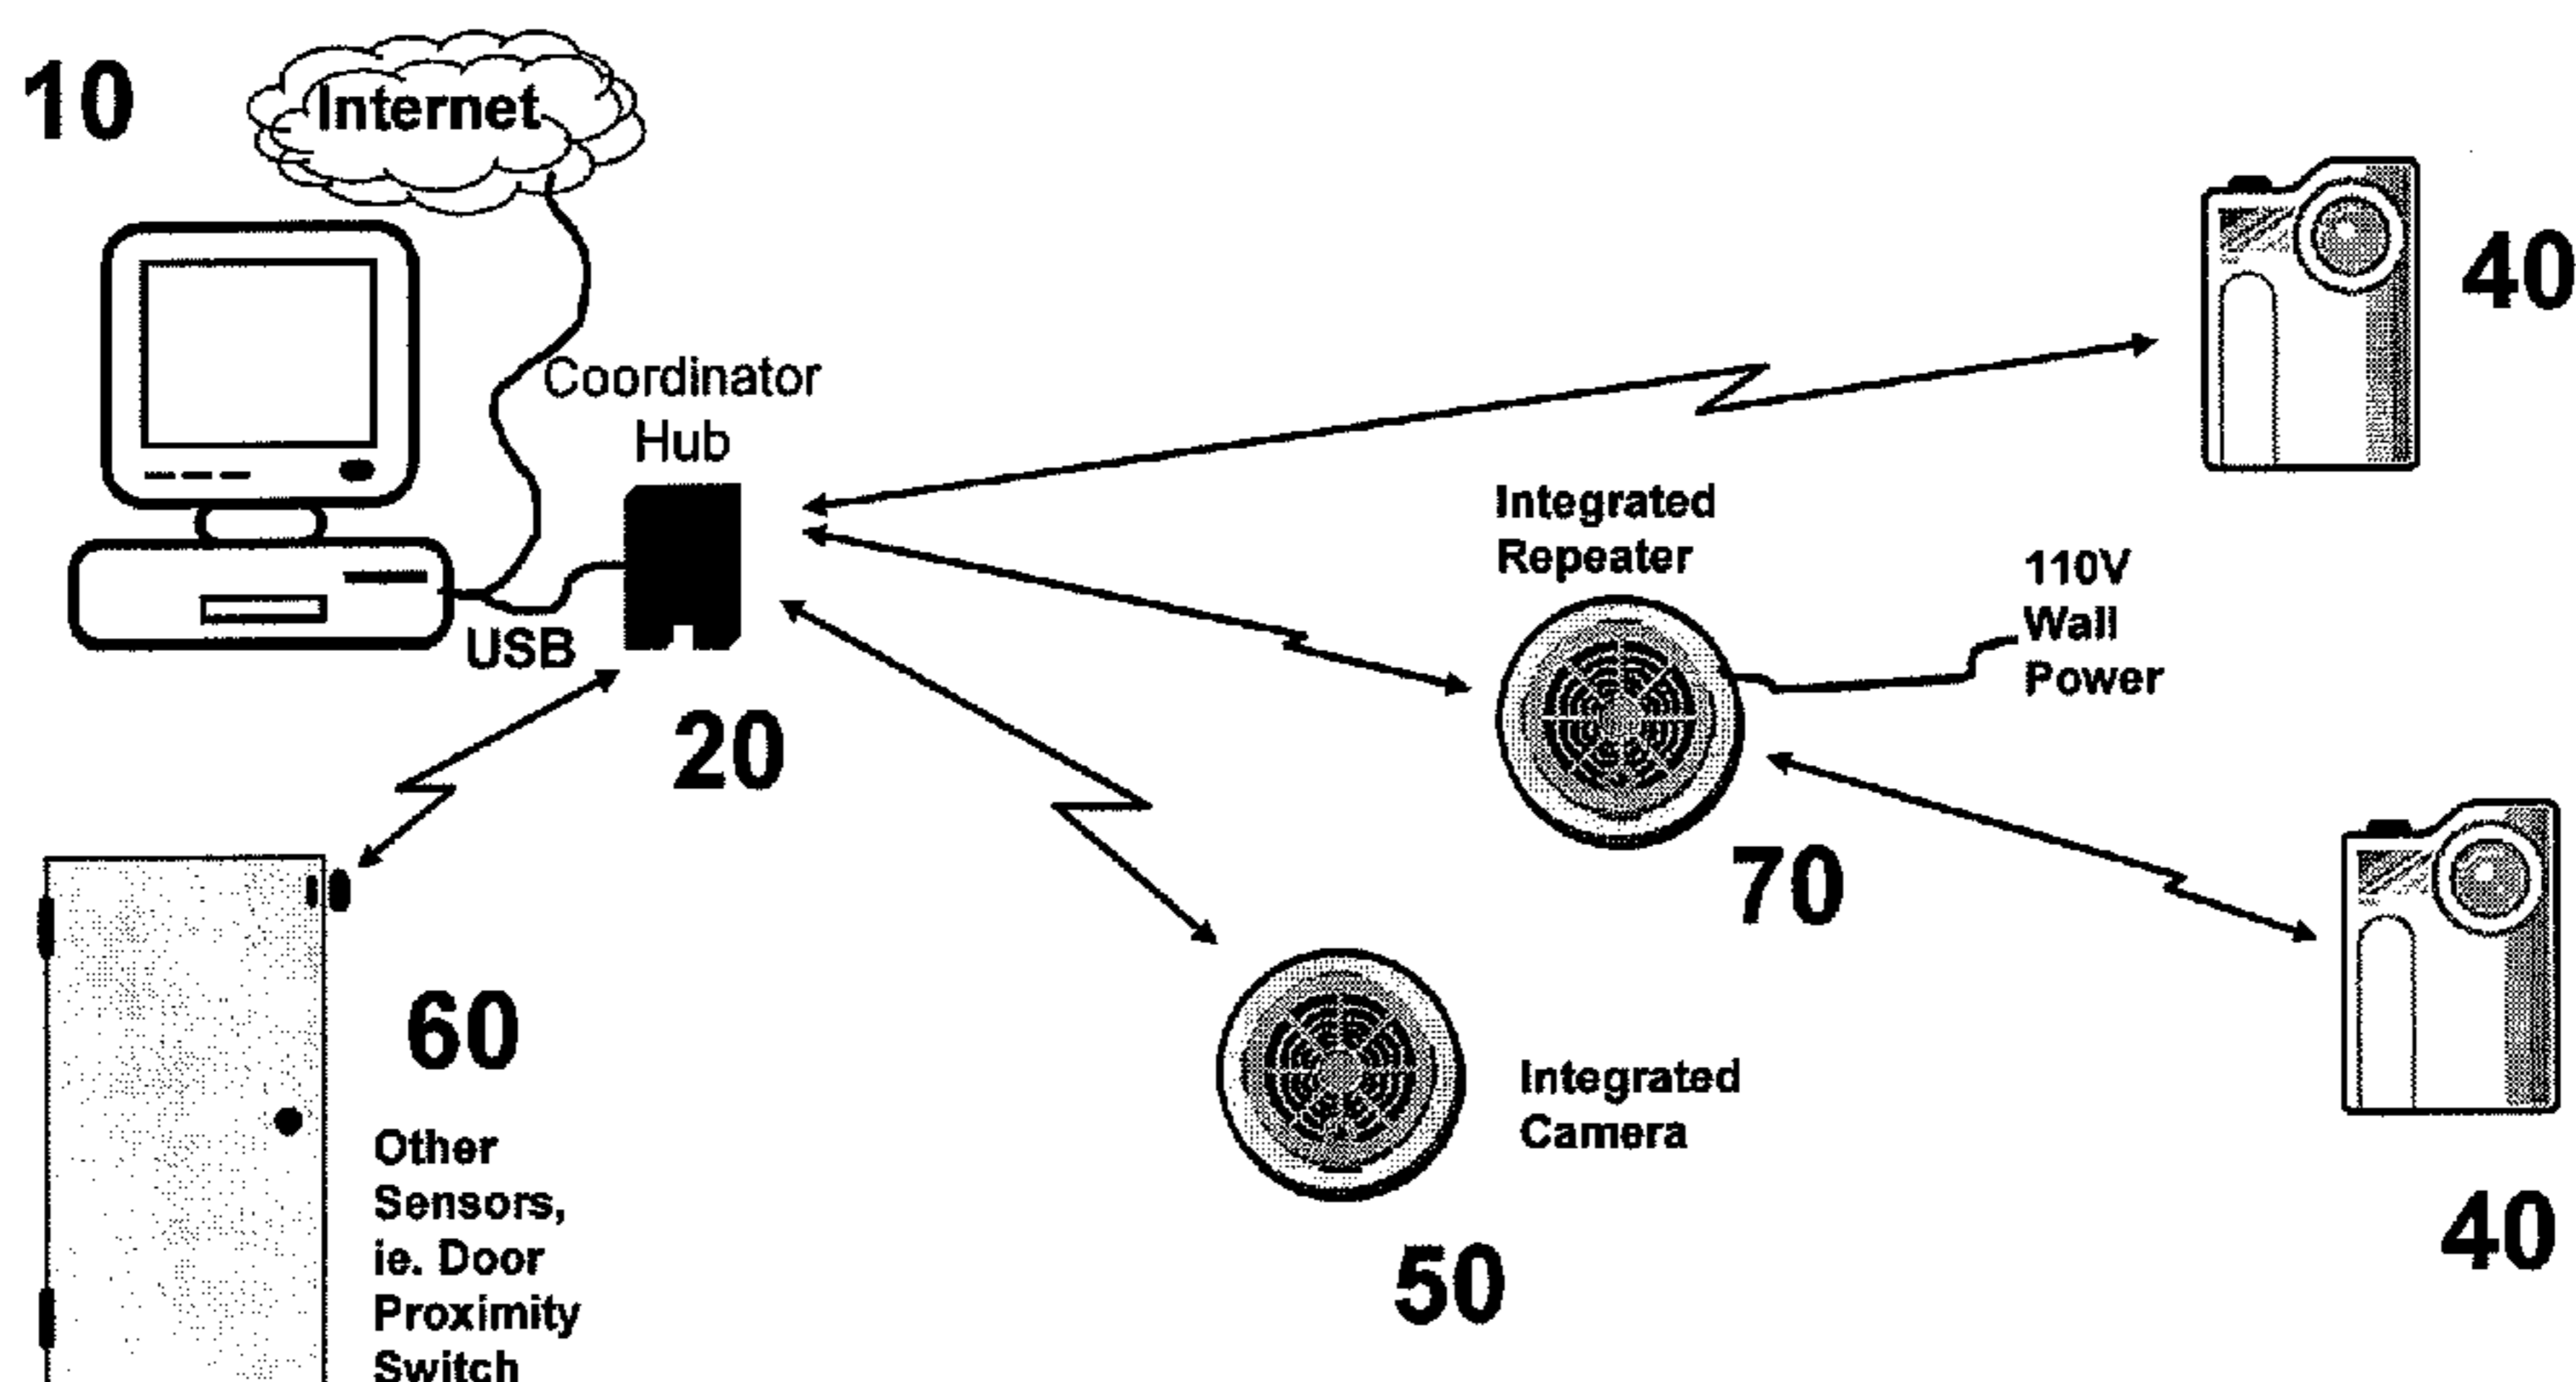 10
Internet
Coordinator
Hub
USB
20
40
Integrated
Repeater
110V
Wall
Power
70
40
60
Other
Sensors,
ie. Door
Proximity
Switch
Integrated
Camera
50